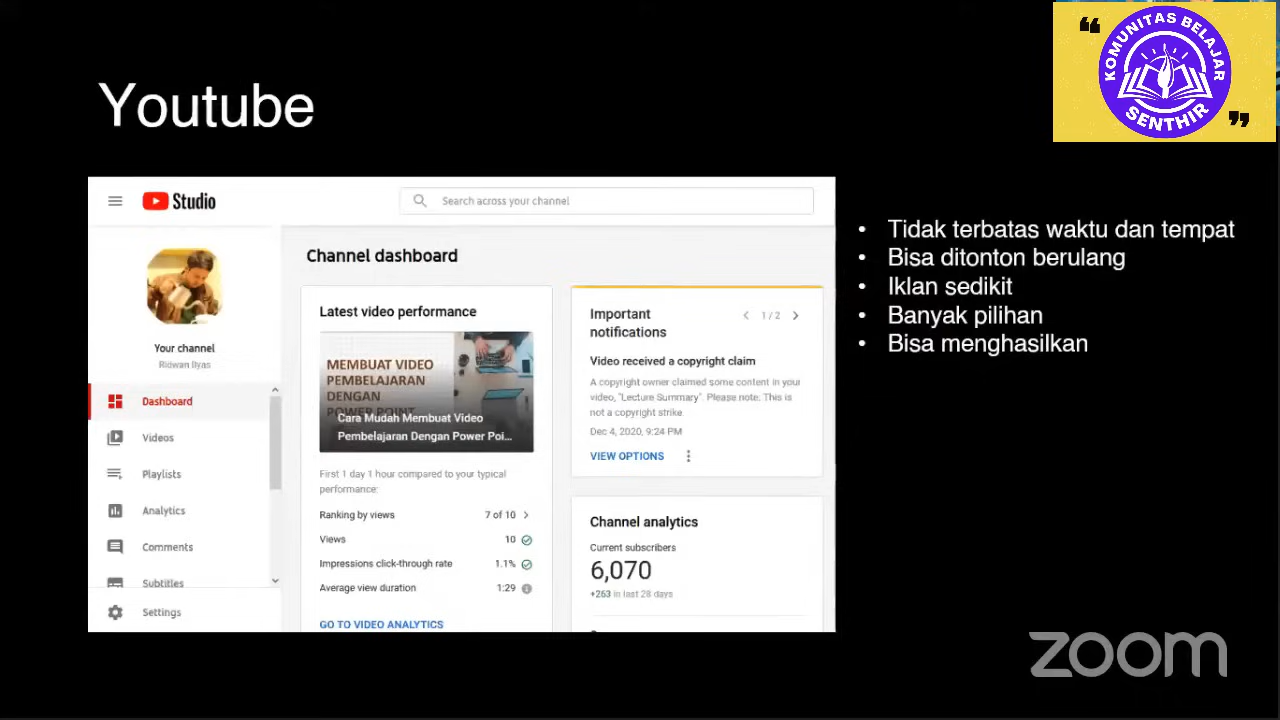 Youtube
“
KOMUNITAS BELAJAR
SENTHIR
”
Studio
Search across your channel
Your channel
Ridwan Ilyas
Dashboard
Videos
Playlists
Analytics
Comments
Subtitles
Settings
Channel dashboard
Latest video performance
MEMBUAT VIDEO
PEMBELAJARAN
DENGAN
POWER POINT
Cara Mudah Membuat Video
Pembelajaran Dengan Power Poi...
First 1 day 1 hour compared to your typical
performance:
Ranking by views 7 of 10
Views 10
Impressions click-through rate 1.1%
Average view duration 1:29
GO TO VIDEO ANALYTICS
Important
notifications
1 / 2
Video received a copyright claim
A copyright owner claimed some content in your
video, "Lecture Summary". Please note: This is
not a copyright strike.
Dec 4, 2020, 9:24 PM
VIEW OPTIONS
Channel analytics
Current subscribers
6,070
+263 in last 28 days
• Tidak terbatas waktu dan tempat
• Bisa ditonton berulang
• Iklan sedikit
• Banyak pilihan
• Bisa menghasilkan
zoom